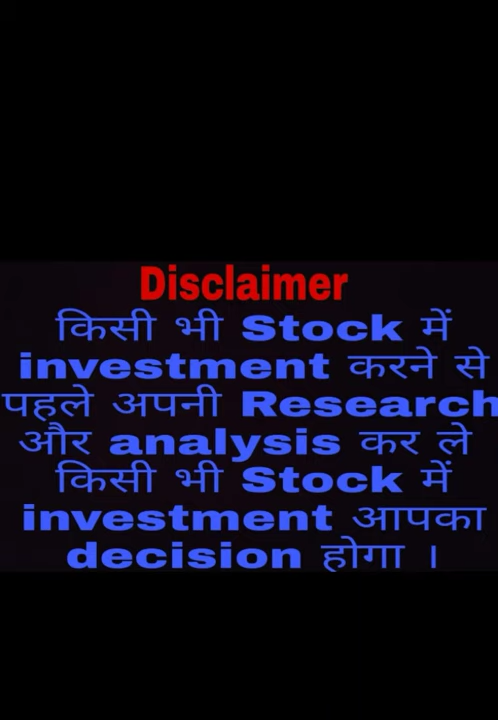 Disclaimer
किसी भी Stock में
investment करने से
पहले अपनी Research
और analysis कर ले
किसी भी Stock में
investment आपका
decision होगा ।